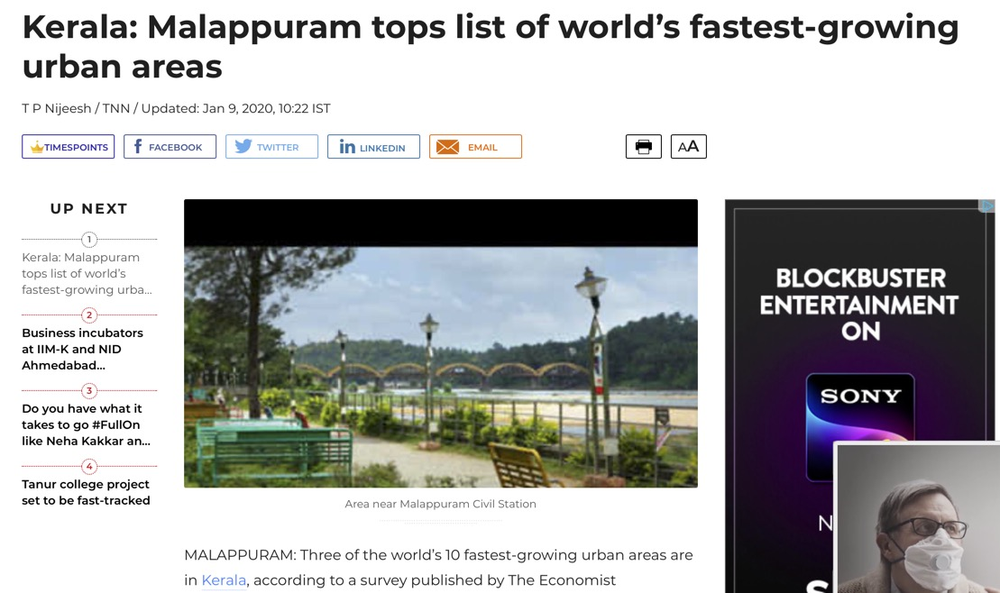 Kerala: Malappuram tops list of world’s fastest-growing
urban areas
T P Nijeesh / TNN / Updated: Jan 9, 2020, 10:22 IST
TIMESPOINTS
FACEBOOK
TWITTER
LINKEDIN
EMAIL
AA
UP NEXT
1
Kerala: Malappuram
tops list of world’s
fastest-growing urba...
2
Business incubators
at IIM-K and NID
Ahmedabad...
3
Do you have what it
takes to go #FullOn
like Neha Kakkar an...
4
Tanur college project
set to be fast-tracked
Area near Malappuram Civil Station
MALAPPURAM: Three of the world’s 10 fastest-growing urban areas are
in Kerala, according to a survey published by The Economist
BLOCKBUSTER
ENTERTAINMENT
ON
SONY
N